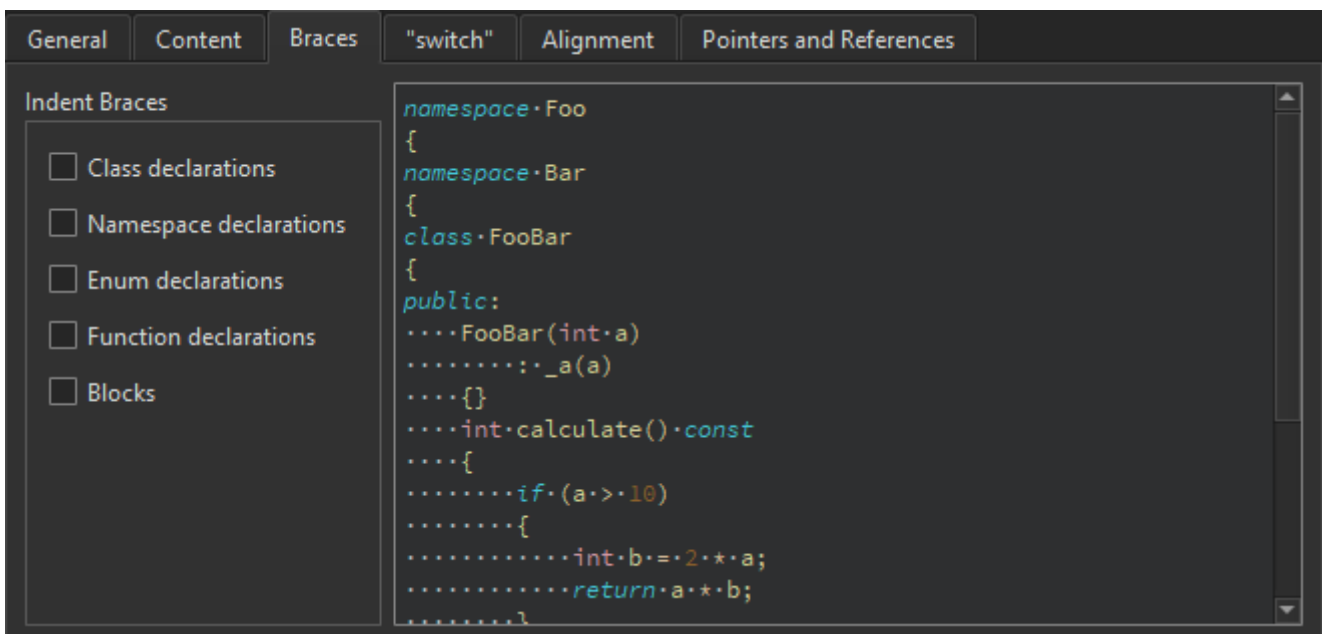 General Content Braces "switch" Alignment Pointers and References
Indent Braces
Class declarations
Namespace declarations
Enum declarations
Function declarations
Blocks
namespace·Foo
{
namespace·Bar
{
class·FooBar
{
public:
····FooBar(int·a)
········:·_a(a)
····{}
····int·calculate()·const
····{
········if·(a·>·10)
········{
············int·b·=·2·*·a;
············return·a·*·b;
········}